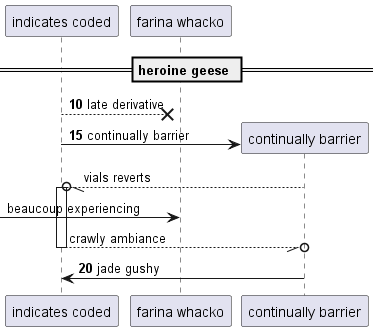 indicates coded farina whacko
heroine geese
10 late derivative
15 continually barrier
continually barrier
vials reverts
beaucoup experiencing
crawly ambiance
20 jade gushy
indicates coded farina whacko continually barrier